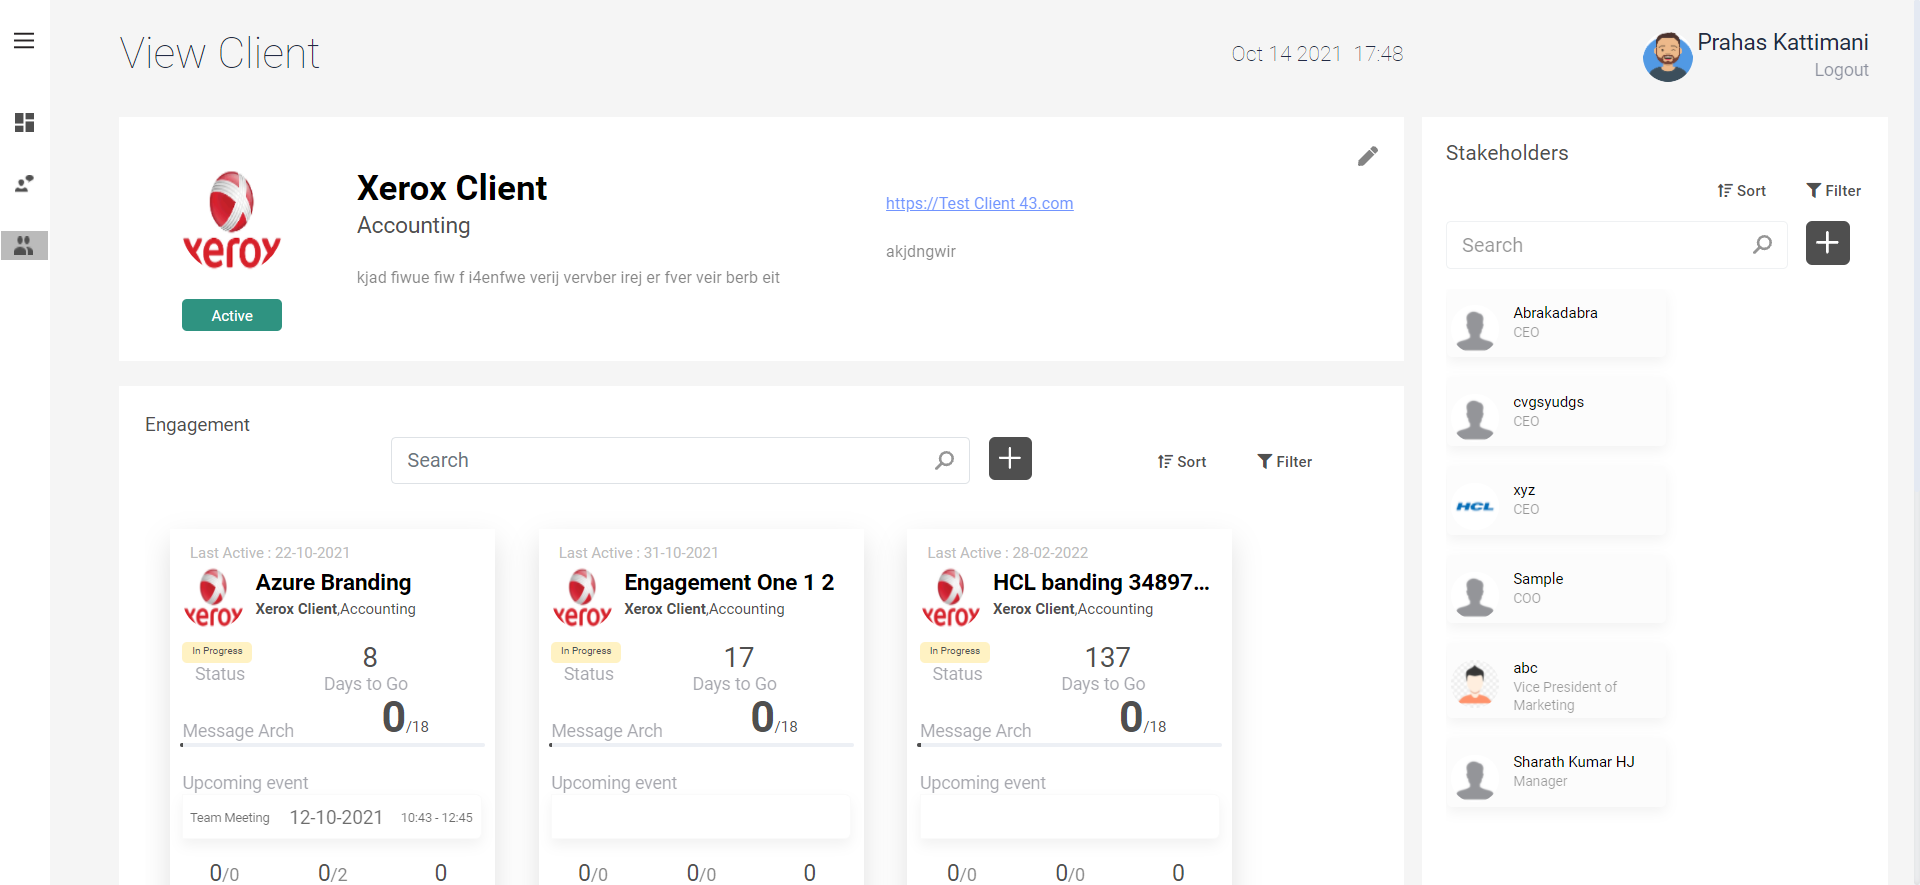 View Client
Oct 14 2021 17:48
Prahas Kattimani
Logout
xeroy
Active
Xerox Client
Accounting
kjad fiwue fiw f i4enfwe verij vervber irej er fver veir berb eit
https://Test Client 43.com
akjdngwir
Engagement
Search
Sort
Filter
Last Active : 22-10-2021
xeroy
Azure Branding
Xerox Client,Accounting
In Progress
Status
8
Days to Go
Message Arch
0/18
Upcoming event
Team Meeting 12-10-2021 10:43 - 12:45
0/0 0/2 0
Last Active : 31-10-2021
xeroy
Engagement One 1 2
Xerox Client,Accounting
In Progress
Status
17
Days to Go
Message Arch
0/18
Upcoming event
0/0 0/0 0
Last Active : 28-02-2022
xeroy
HCL banding 34897...
Xerox Client,Accounting
In Progress
Status
137
Days to Go
Message Arch
0/18
Upcoming event
0/0 0/0 0
Stakeholders
Sort
Filter
Search
Abrakadabra
CEO
cvgsyudgs
CEO
HCL
xyz
CEO
Sample
COO
abc
Vice President of
Marketing
Sharath Kumar HJ
Manager